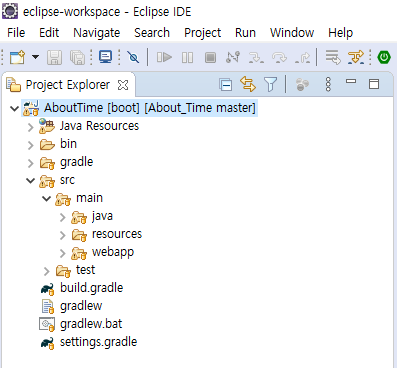 eclipse-workspace - Eclipse IDE
File Edit Navigate Search Project Run Window Help
Project Explorer
AboutTime [boot] [About_Time master]
Java Resources
bin
gradle
src
main
java
resources
webapp
test
build.gradle
gradlew
gradlew.bat
settings.gradle